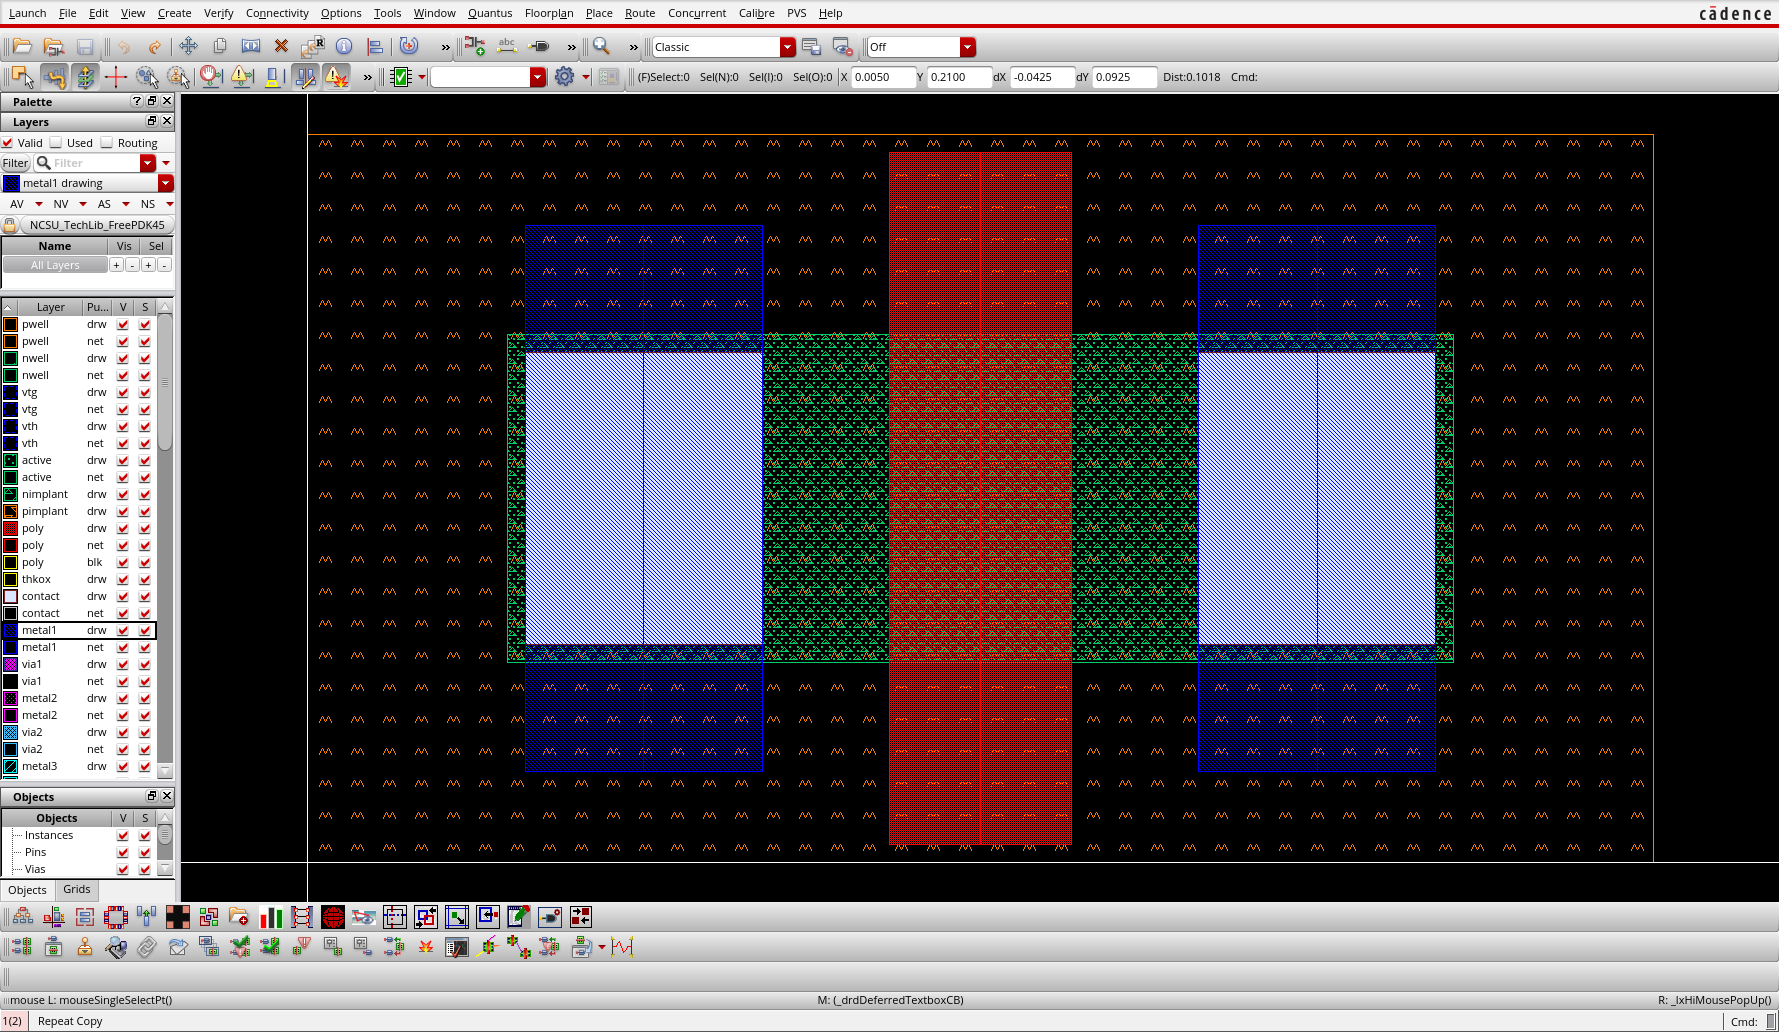 Launch File Edit View Create Verify Connectivity Options Tools Window Quantus Floorplan Place Route Concurrent Calibre PVS Help cādence
abc » » » Classic Off
» (F)Select:0 Sel(N):0 Sel(I):0 Sel(O):0 X 0.0050 Y 0.2100 dX -0.0425 dY 0.0925 Dist:0.1018 Cmd:
Palette ?
Layers
Valid Used Routing
Filter Filter
metal1 drawing
AV NV AS NS
NCSU_TechLib_FreePDK45
Name Vis Sel
All Layers + - + -
Layer Pu... V S
pwell drw
pwell net
nwell drw
nwell net
vtg drw
vtg net
vth drw
vth net
active drw
active net
nimplant drw
pimplant drw
poly drw
poly net
poly blk
thkox drw
contact drw
contact net
metal1 drw
metal1 net
via1 drw
via1 net
metal2 drw
metal2 net
via2 drw
via2 net
metal3 drw
Objects
Objects V S
Instances
Pins
Vias
Objects Grids
mouse L: mouseSingleSelectPt() M: (_drdDeferredTextboxCB) R: _lxHiMousePopUp()
1(2) Repeat Copy Cmd: